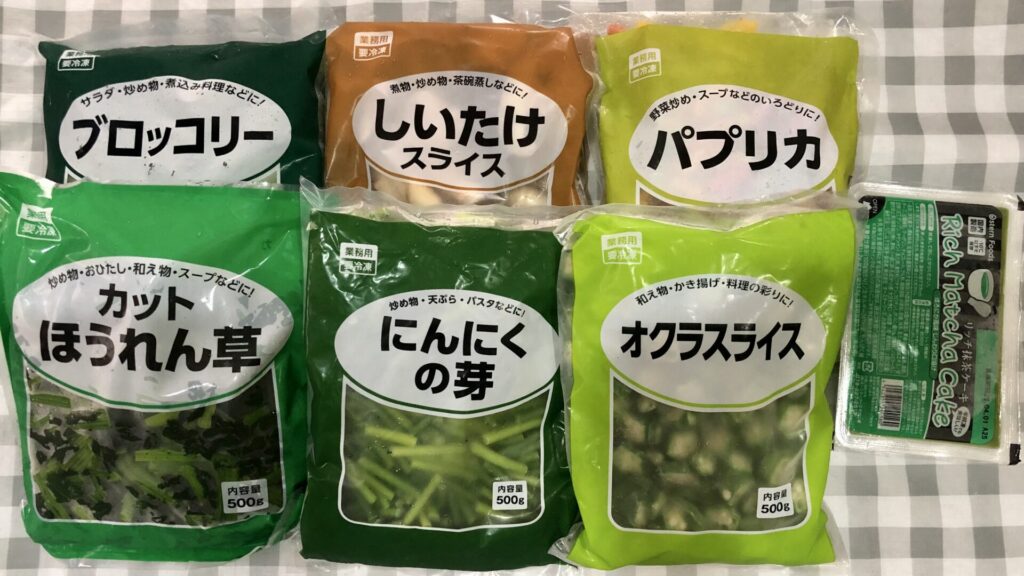 業務用
要冷凍
サラダ・炒め物・煮込み料理などに!
ブロッコリー
業務用
要冷凍
煮物・炒め物・茶碗蒸しなどに!
しいたけ
スライス
業務用
要冷凍
野菜炒め・スープなどのいろどりに!
パプリカ
業務用
要冷凍
炒め物・おひたし・和え物・スープなどに!
カット
ほうれん草
内容量
500g
業務用
要冷凍
炒め物・天ぷら・パスタなどに!
にんにく
の芽
内容量
500g
業務用
要冷凍
和え物・かき揚げ・料理の彩りに!
オクラスライス
内容量
500g
Rich Matcha Cake
リッチ抹茶ケーキ